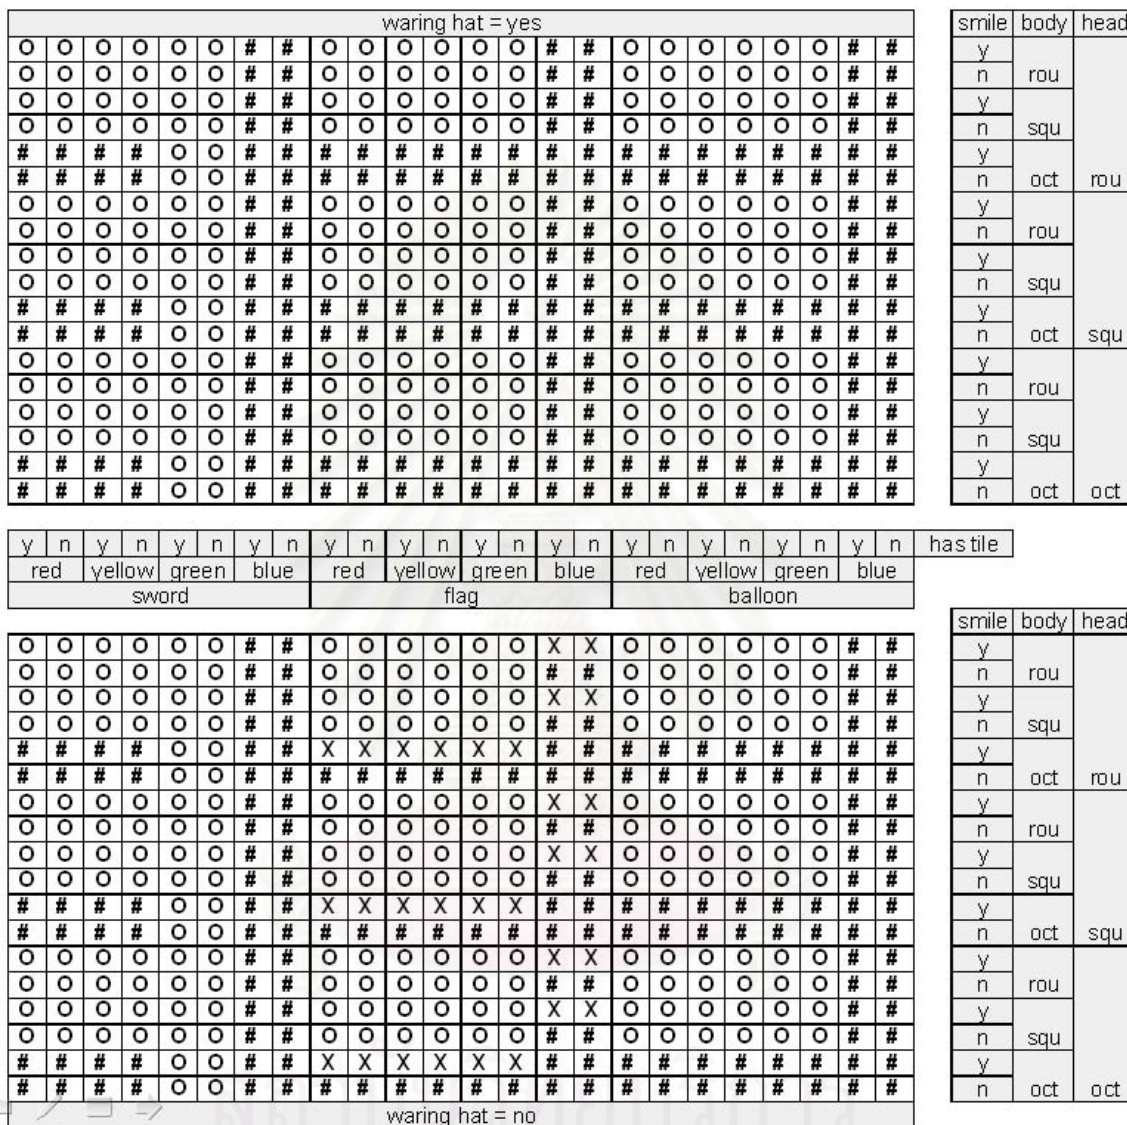 waring hat = yes smile body head
O O O O O O # # O O O O O O # # O O O O O O # # y
O O O O O O # # O O O O O O # # O O O O O O # # n rou
O O O O O O # # O O O O O O # # O O O O O O # # y
O O O O O O # # O O O O O O # # O O O O O O # # n squ
# # # # O O # # # # # # # # # # # # # # # # # # y
# # # # O O # # # # # # # # # # # # # # # # # # n oct rou
O O O O O O # # O O O O O O # # O O O O O O # # y
O O O O O O # # O O O O O O # # O O O O O O # # n rou
O O O O O O # # O O O O O O # # O O O O O O # # y
O O O O O O # # O O O O O O # # O O O O O O # # n squ
# # # # O O # # # # # # # # # # # # # # # # # # y
# # # # O O # # # # # # # # # # # # # # # # # # n oct squ
O O O O O O # # O O O O O O # # O O O O O O # # y
O O O O O O # # O O O O O O # # O O O O O O # # n rou
O O O O O O # # O O O O O O # # O O O O O O # # y
O O O O O O # # O O O O O O # # O O O O O O # # n squ
# # # # O O # # # # # # # # # # # # # # # # # # y
# # # # O O # # # # # # # # # # # # # # # # # # n oct oct
y n y n y n y n y n y n y n y n y n y n y n y n has tile
red yellow green blue red yellow green blue red yellow green blue
sword flag balloon
smile body head
O O O O O O # # O O O O O O X X O O O O O O # # y
O O O O O O # # O O O O O O # # O O O O O O # # n rou
O O O O O O # # O O O O O O X X O O O O O O # # y
O O O O O O # # O O O O O O # # O O O O O O # # n squ
# # # # O O # # X X X X X X # # # # # # # # # # y
# # # # O O # # # # # # # # # # # # # # # # # # n oct rou
O O O O O O # # O O O O O O X X O O O O O O # # y
O O O O O O # # O O O O O O # # O O O O O O # # n rou
O O O O O O # # O O O O O O X X O O O O O O # # y
O O O O O O # # O O O O O O # # O O O O O O # # n squ
# # # # O O # # X X X X X X # # # # # # # # # # y
# # # # O O # # # # # # # # # # # # # # # # # # n oct squ
O O O O O O # # O O O O O O X X O O O O O O # # y
O O O O O O # # O O O O O O # # O O O O O O # # n rou
O O O O O O # # O O O O O O X X O O O O O O # # y
O O O O O O # # O O O O O O # # O O O O O O # # n squ
# # # # O O # # X X X X X X # # # # # # # # # # y
# # # # O O # # # # # # # # # # # # # # # # # # n oct oct
waring hat = no